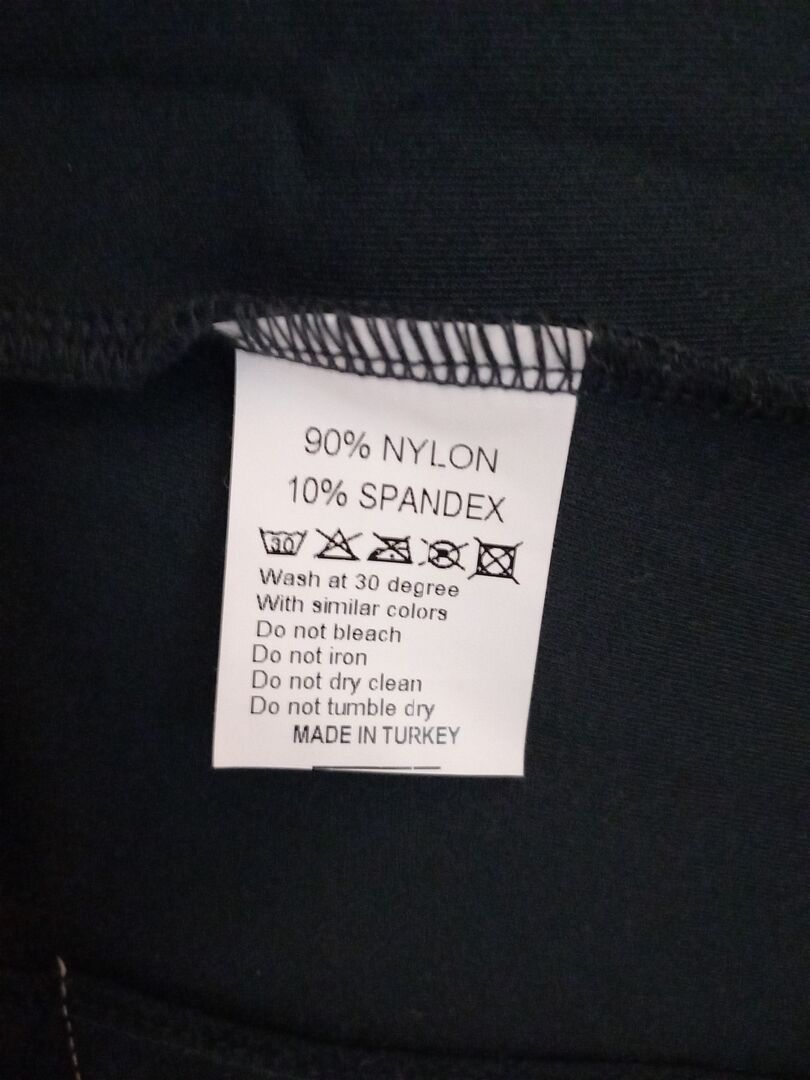 90% NYLON
10% SPANDEX
30
Wash at 30 degree
With similar colors
Do not bleach
Do not iron
Do not dry clean
Do not tumble dry
MADE IN TURKEY